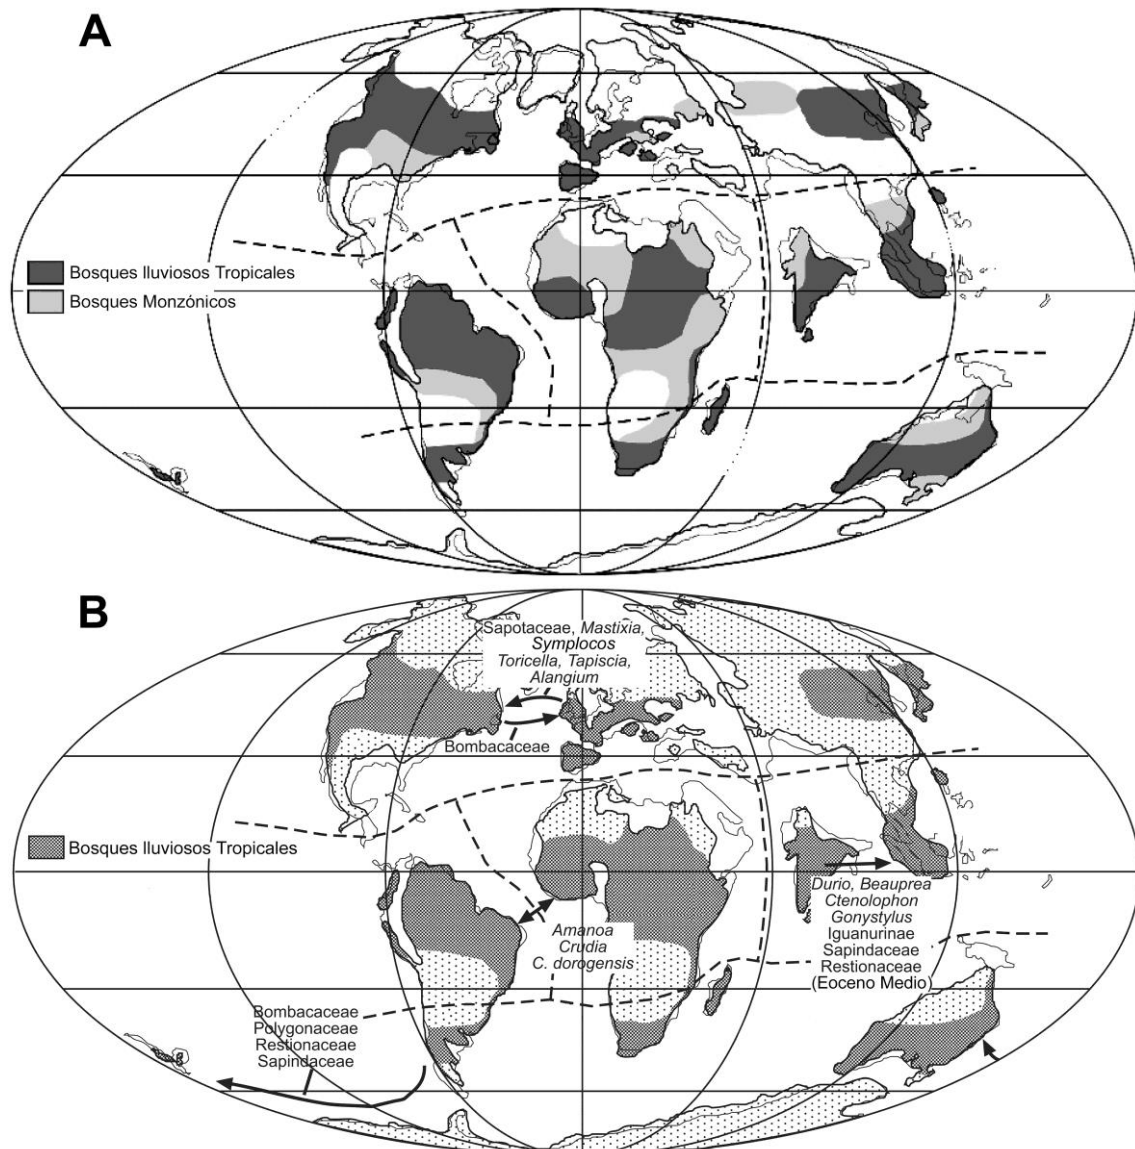 A
Bosques lluviosos Tropicales
Bosques Monzónicos
B
Sapotaceae, Mastixia,
Symplocos
Toricella, Tapiscia,
Alangium
Bombacaceae
Bosques lluviosos Tropicales
Durio, Beauprea
Ctenolophon
Gonystylus
Iguanurinae
Sapindaceae
Restionaceae
(Eoceno Medio)
Amanoa
Crudia
C. dorogensis
Bombacaceae
Polygonaceae
Restionaceae
Sapindaceae